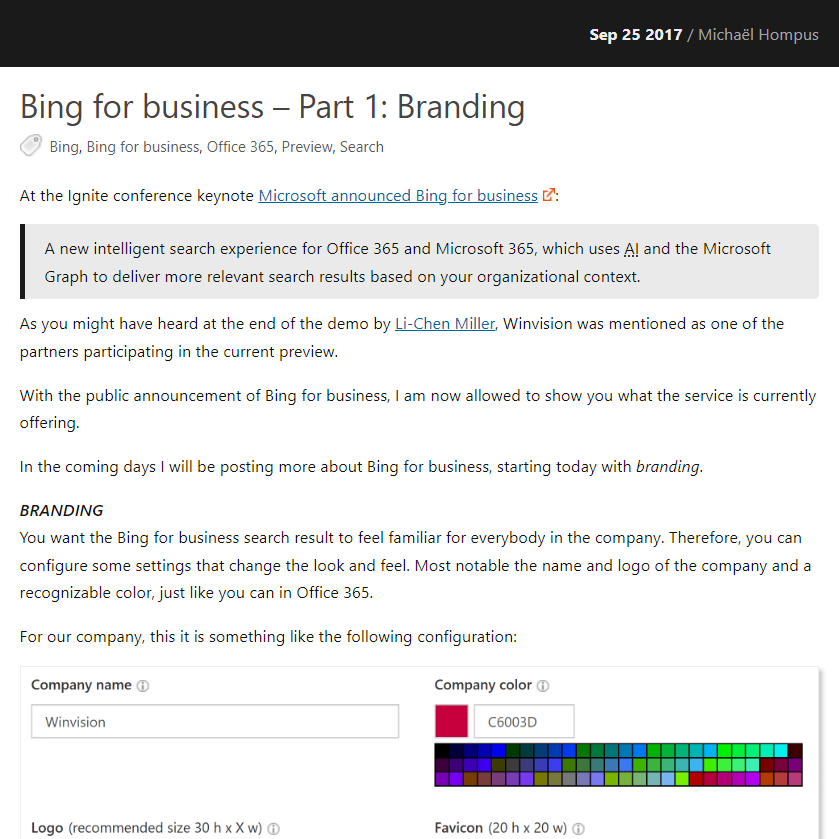 Sep 25 2017 / Michaël Hompus
Bing for business – Part 1: Branding
Bing, Bing for business, Office 365, Preview, Search
At the Ignite conference keynote Microsoft announced Bing for business :
A new intelligent search experience for Office 365 and Microsoft 365, which uses AI and the Microsoft
Graph to deliver more relevant search results based on your organizational context.
As you might have heard at the end of the demo by Li-Chen Miller, Winvision was mentioned as one of the
partners participating in the current preview.
With the public announcement of Bing for business, I am now allowed to show you what the service is currently
offering.
In the coming days I will be posting more about Bing for business, starting today with branding.
BRANDING
You want the Bing for business search result to feel familiar for everybody in the company. Therefore, you can
configure some settings that change the look and feel. Most notable the name and logo of the company and a
recognizable color, just like you can in Office 365.
For our company, this it is something like the following configuration:
Company name
Winvision
Company color
C6003D
Logo (recommended size 30 h x X w)
Favicon (20 h x 20 w)